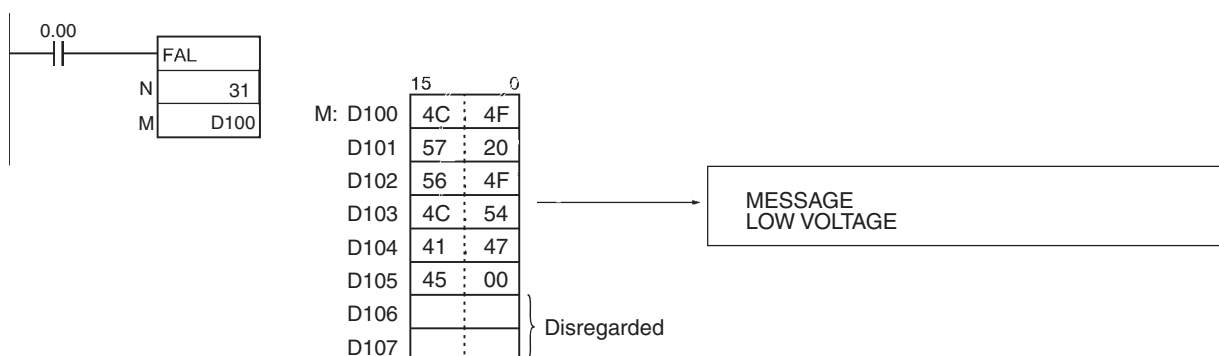 0.00
FAL
N 31
M D100
15 0
M: D100 4C 4F
D101 57 20
D102 56 4F
D103 4C 54
D104 41 47
D105 45 00
D106
D107
Disregarded
MESSAGE
LOW VOLTAGE